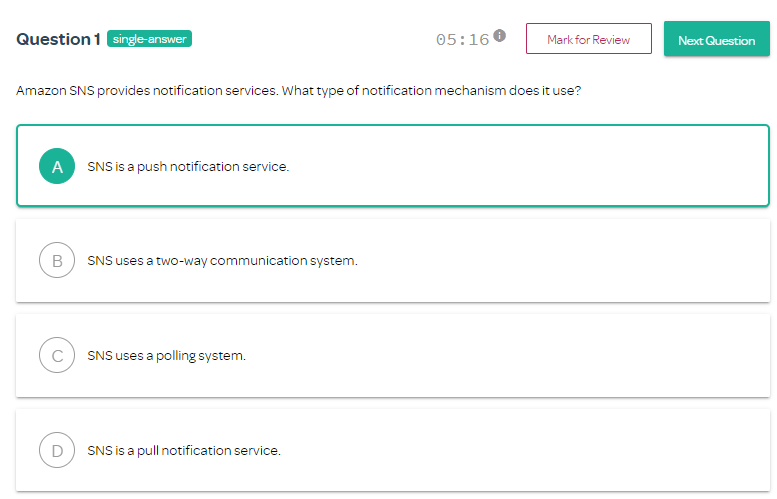 Question 1 single-answer 05:16 i Mark for Review Next Question
Amazon SNS provides notification services. What type of notification mechanism does it use?
A SNS is a push notification service.
B SNS uses a two-way communication system.
C SNS uses a polling system.
D SNS is a pull notification service.